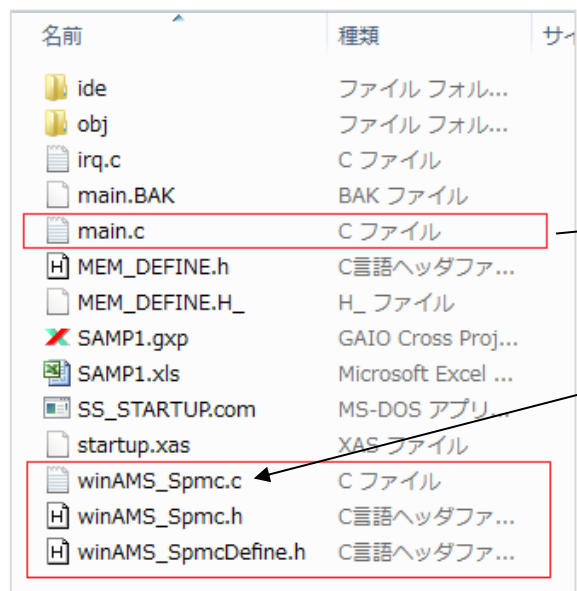 名前 種類 サイ
ide ファイル フォル...
obj ファイル フォル...
irq.c C ファイル
main.BAK BAK ファイル
main.c C ファイル
MEM_DEFINE.h C言語ヘッダファ...
MEM_DEFINE.H_ H_ ファイル
SAMP1.gxp GAIO Cross Proj...
SAMP1.xls Microsoft Excel ...
SS_STARTUP.com MS-DOS アプリ...
startup.xas XAS ファイル
winAMS_Spmc.c C ファイル
winAMS_Spmc.h C言語ヘッダファ...
winAMS_SpmcDefine.h C言語ヘッダファ...